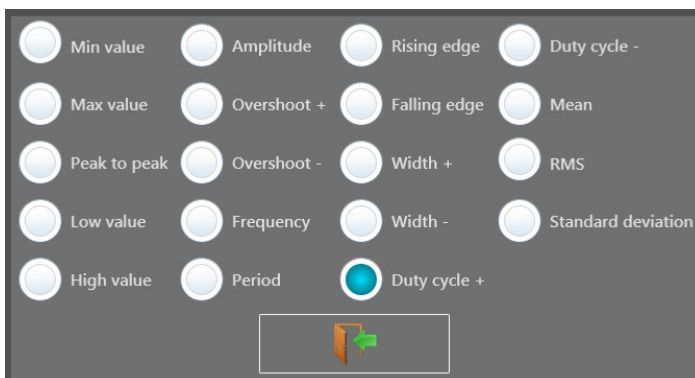 Min value
Amplitude
Rising edge
Duty cycle -
Max value
Overshoot +
Falling edge
Mean
Peak to peak
Overshoot -
Width +
RMS
Low value
Frequency
Width -
Standard deviation
High value
Period
Duty cycle +